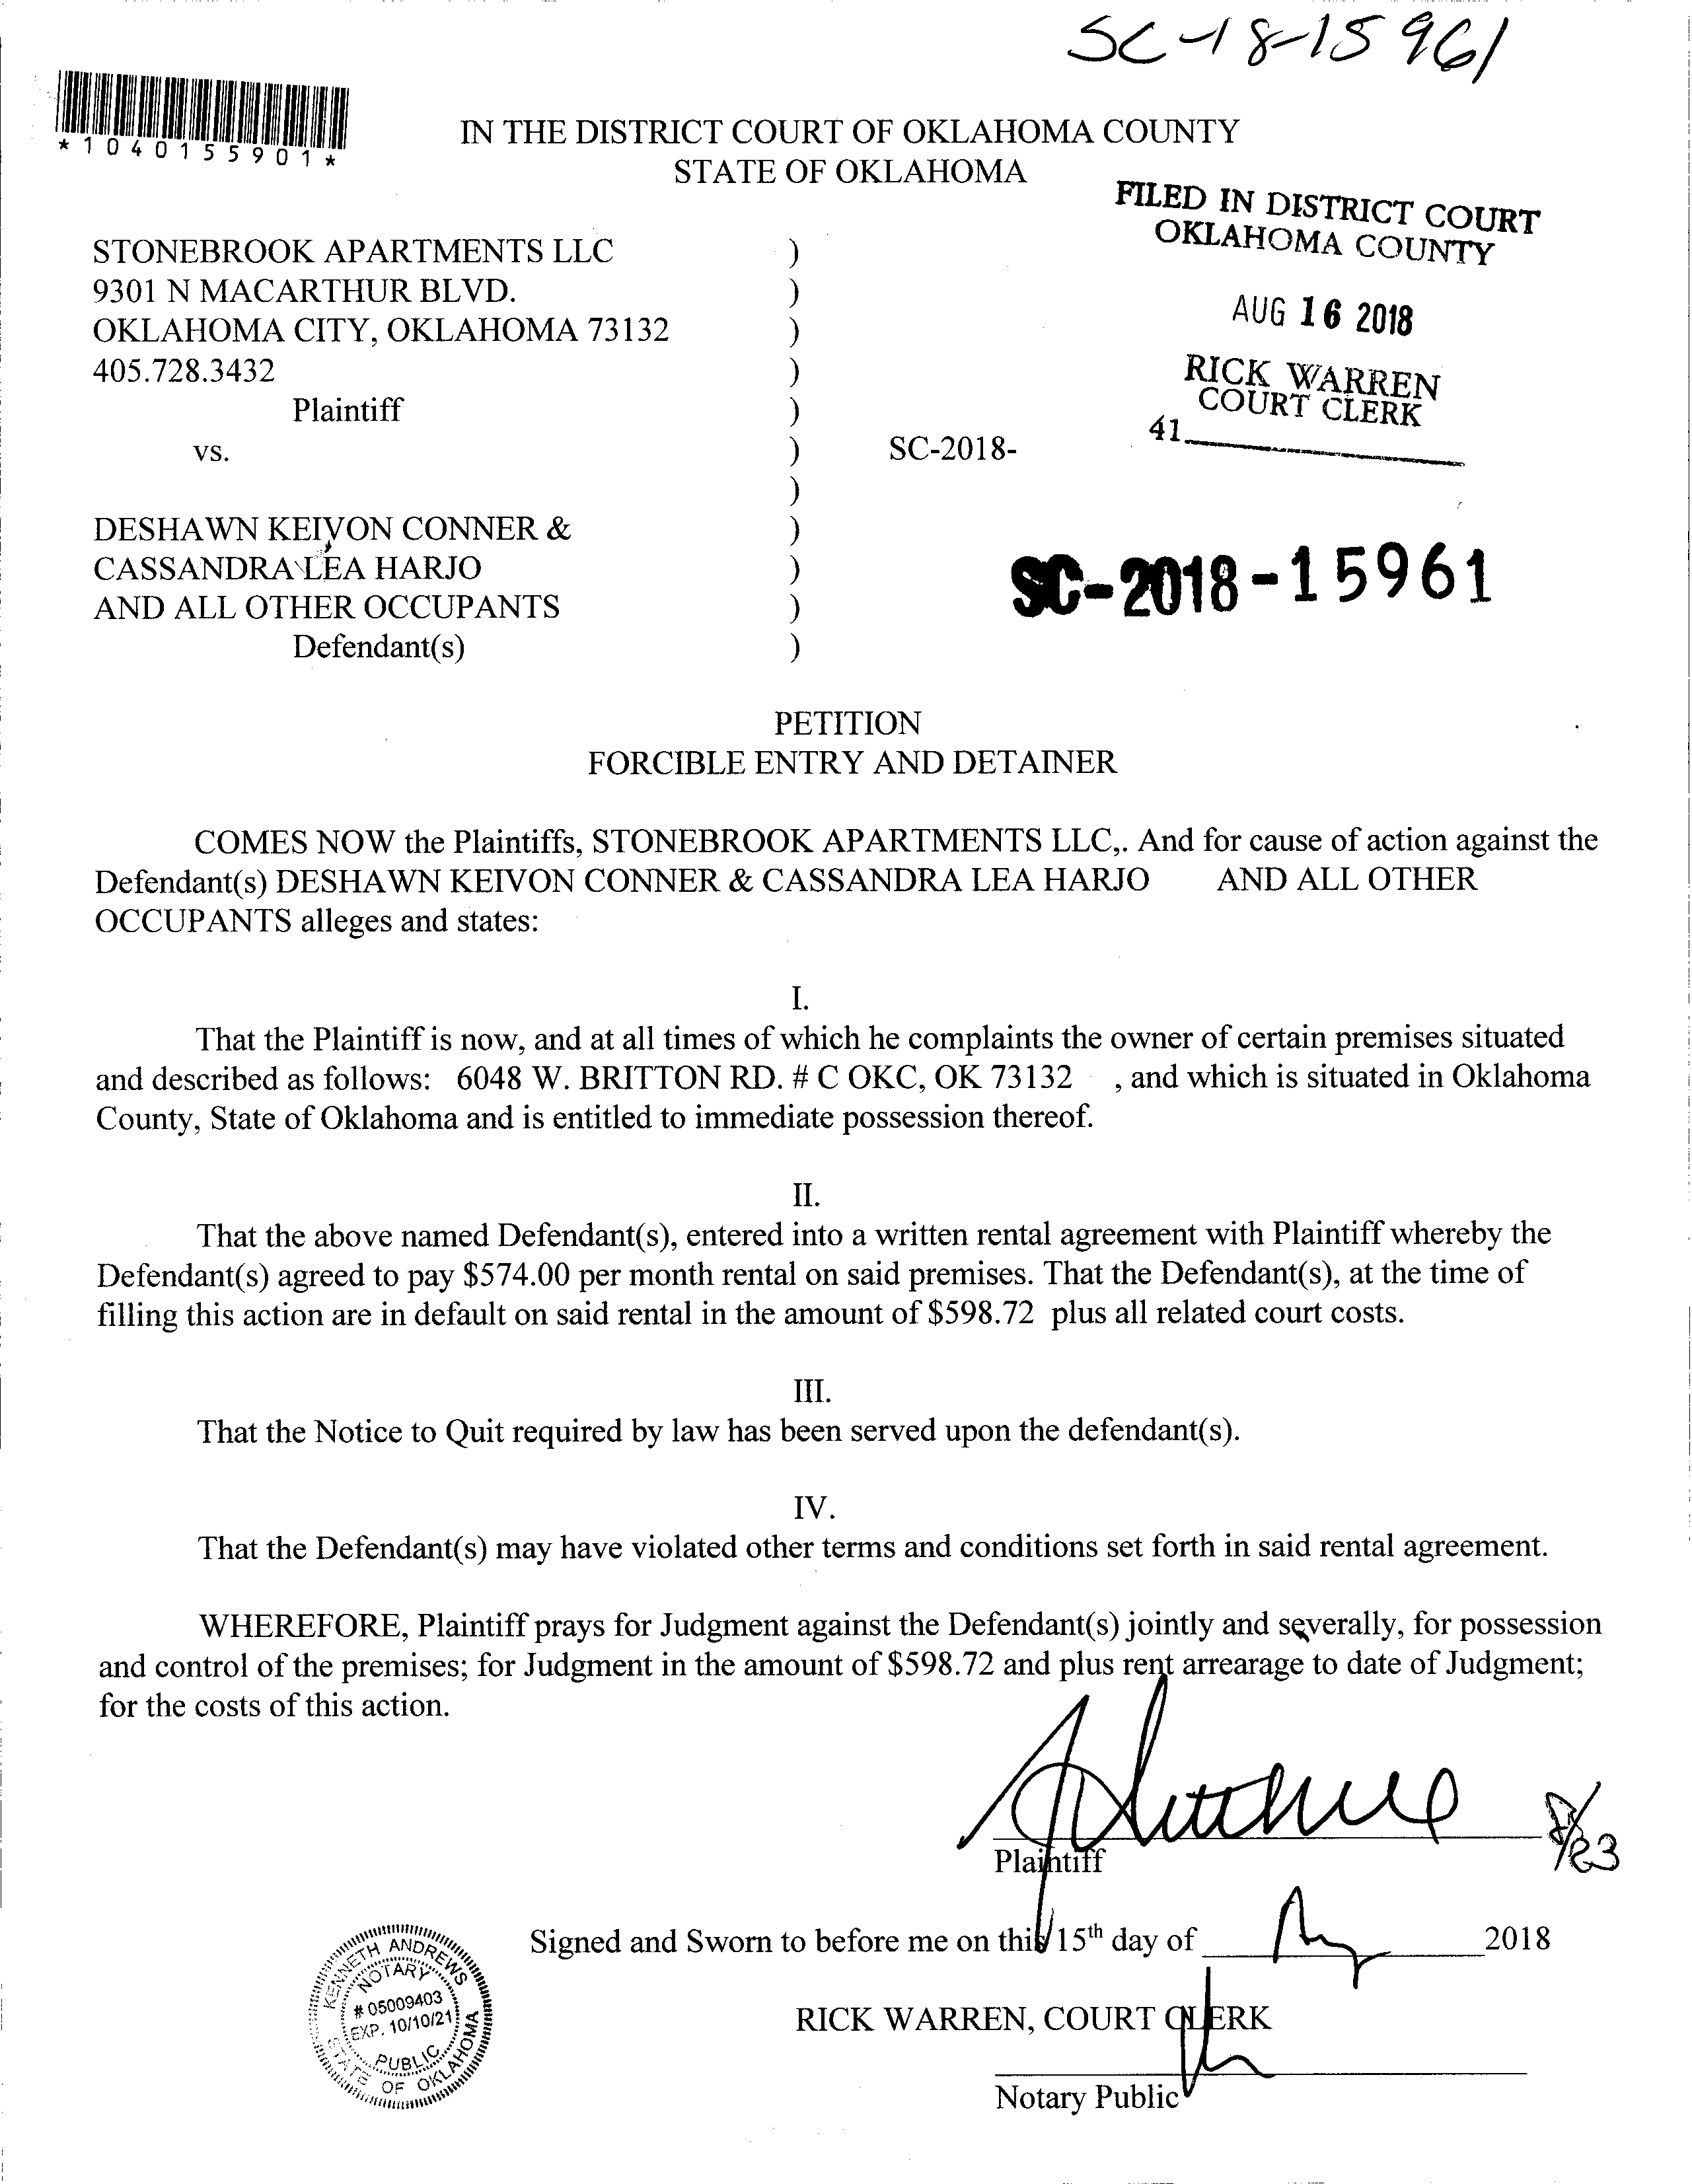 SC-18-15961
*1040155901*
IN THE DISTRICT COURT OF OKLAHOMA COUNTY
STATE OF OKLAHOMA
FILED IN DISTRICT COURT
OKLAHOMA COUNTY
AUG 16 2018
RICK WARREN
COURT CLERK
41
STONEBROOK APARTMENTS LLC )
9301 N MACARTHUR BLVD. )
OKLAHOMA CITY, OKLAHOMA 73132 )
405.728.3432 )
Plaintiff )
vs. ) SC-2018-
)
DESHAWN KEIVON CONNER & )
CASSANDRA LEA HARJO )
AND ALL OTHER OCCUPANTS )
Defendant(s) )
SC-2018-15961
PETITION
FORCIBLE ENTRY AND DETAINER
COMES NOW the Plaintiffs, STONEBROOK APARTMENTS LLC,. And for cause of action against the
Defendant(s) DESHAWN KEIVON CONNER & CASSANDRA LEA HARJO AND ALL OTHER
OCCUPANTS alleges and states:
I.
That the Plaintiff is now, and at all times of which he complaints the owner of certain premises situated
and described as follows: 6048 W. BRITTON RD. # C OKC, OK 73132 , and which is situated in Oklahoma
County, State of Oklahoma and is entitled to immediate possession thereof.
II.
That the above named Defendant(s), entered into a written rental agreement with Plaintiff whereby the
Defendant(s) agreed to pay $574.00 per month rental on said premises. That the Defendant(s), at the time of
filling this action are in default on said rental in the amount of $598.72 plus all related court costs.
III.
That the Notice to Quit required by law has been served upon the defendant(s).
IV.
That the Defendant(s) may have violated other terms and conditions set forth in said rental agreement.
WHEREFORE, Plaintiff prays for Judgment against the Defendant(s) jointly and severally, for possession
and control of the premises; for Judgment in the amount of $598.72 and plus rent arrearage to date of Judgment;
for the costs of this action.
Plaintiff
8/23
Signed and Sworn to before me on this 15th day of Aug 2018
RICK WARREN, COURT CLERK
Notary Public
KENNETH ANDREWS
NOTARY
# 05009403
EXP. 10/10/21
PUBLIC
STATE OF OKLAHOMA